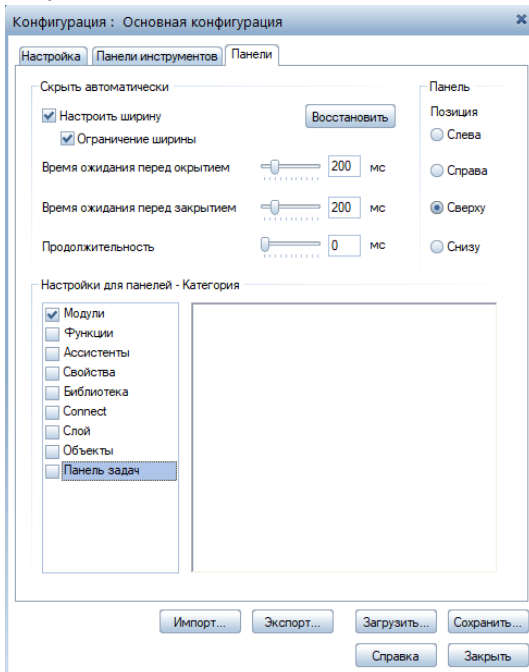 Конфигурация : Основная конфигурация
Настройка Панели инструментов Панели
Скрыть автоматически
Настроить ширину
Восстановить
Ограничение ширины
Время ожидания перед окрытием 200 мс
Время ожидания перед закрытием 200 мс
Продолжительность 0 мс
Панель
Позиция
Слева
Справа
Сверху
Снизу
Настройки для панелей - Категория
Модули
Функции
Ассистенты
Свойства
Библиотека
Connect
Слой
Объекты
Панель задач
Импорт... Экспорт... Загрузить... Сохранить...
Справка Закрыть